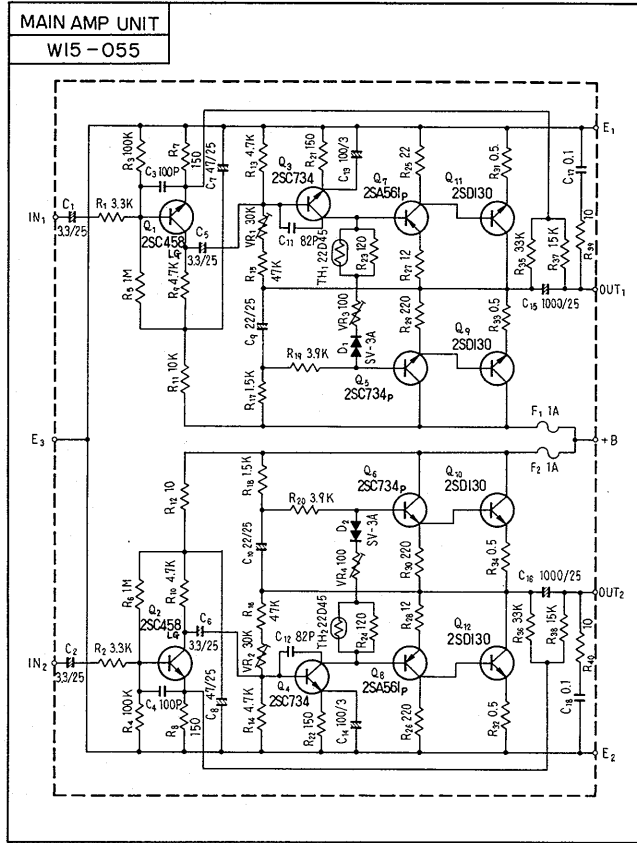 MAIN AMP UNIT
W15-055
E₁
R₃ 100K
R₇ 150
C₃ 100P
C₇ 47/25
R₁₃ 4.7K
Q₃
2SC734
R₂₁ 150
C₁₃ 100/3
Q₇
2SA561p
R₂₅ 22
Q₁₁
2SD130
R₃₁ 0.5
C₁₇ 0.1
IN₁
C₁
3.3/25
R₁ 3.3K
Q₁
2SC458
LG
C₅
3.3/25
VR₁ 30K
C₁₁ 82P
TH₁ 22D45
R₂₃ 120
R₂₇ 12
R₃₅ 33K
R₃₇ 15K
R₃₉ 10
R₅ 1M
R₉ 4.7K
R₁₅ 47K
OUT₁
C₁₅ 1000/25
C₉ 22/25
VR₃ 100
R₂₉ 220
Q₉
2SD130
R₃₃ 0.5
D₁
SV-3A
R₁₁ 10K
R₁₉ 3.9K
R₁₇ 1.5K
Q₅
2SC734p
F₁ 1A
E₃
+B
F₂ 1A
R₁₂ 10
R₁₈ 1.5K
Q₆
2SC734p
Q₁₀
2SD130
R₂₀ 3.9K
D₂
SV-3A
C₁₀ 22/25
VR₄ 100
R₃₀ 220
R₃₄ 0.5
C₁₆ 1000/25
OUT₂
R₆ 1M
R₁₀ 4.7K
Q₂
2SC458
LG
C₆
3.3/25
R₁₆ 47K
VR₂ 30K
C₁₂ 82P
TH₂ 22D45
R₂₄ 120
R₂₈ 12
Q₁₂
2SD130
R₃₆ 33K
R₃₈ 15K
R₄₀ 10
IN₂
C₂
3.3/25
R₂ 3.3K
Q₄
2SC734
Q₈
2SA561p
R₄ 100K
C₄ 100P
R₈ 150
C₈ 47/25
R₁₄ 4.7K
R₂₂ 150
C₁₄ 100/3
R₂₆ 220
R₃₂ 0.5
C₁₈ 0.1
E₂